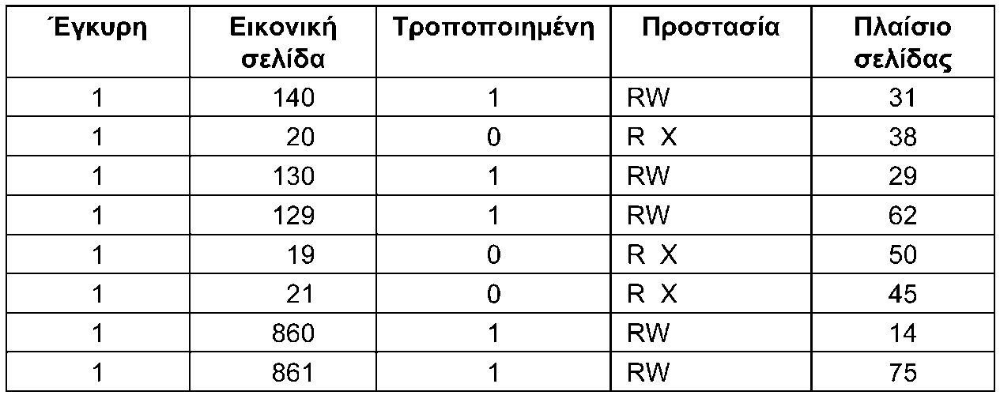 Έγκυρη Εικονική σελίδα Τροποποιημένη Προστασία Πλαίσιο σελίδας
1 140 1 RW 31
1 20 0 R X 38
1 130 1 RW 29
1 129 1 RW 62
1 19 0 R X 50
1 21 0 R X 45
1 860 1 RW 14
1 861 1 RW 75